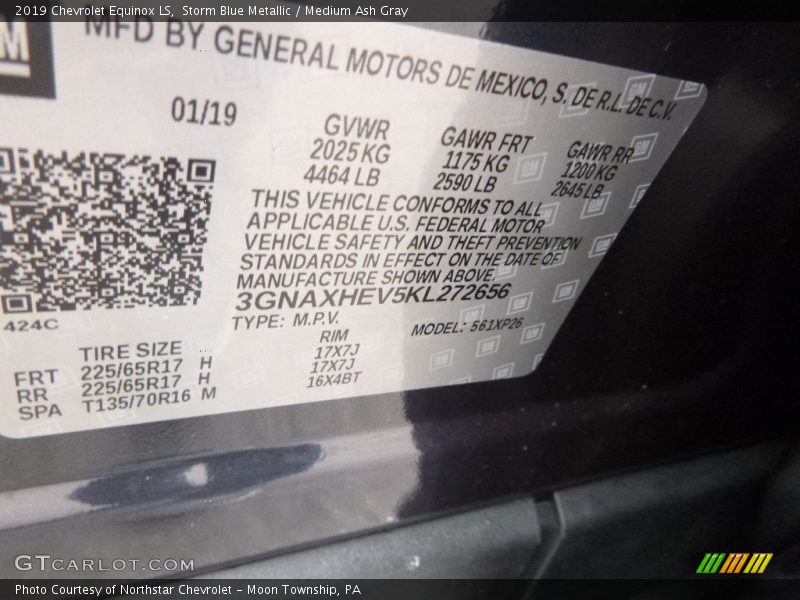 2019 Chevrolet Equinox LS, Storm Blue Metallic / Medium Ash Gray
GM
MFD BY GENERAL MOTORS DE MEXICO, S. DE R.L. DE C.V.
01/19
GVWR GAWR FRT GAWR RR
2025 KG 1175 KG 1200 KG
4464 LB 2590 LB 2645 LB
THIS VEHICLE CONFORMS TO ALL
APPLICABLE U.S. FEDERAL MOTOR
VEHICLE SAFETY AND THEFT PREVENTION
STANDARDS IN EFFECT ON THE DATE OF
MANUFACTURE SHOWN ABOVE.
3GNAXHEV5KL272656
424C
TYPE: M.P.V. MODEL: 561XP26
TIRE SIZE RIM
FRT 225/65R17 H 17X7J
RR 225/65R17 H 17X7J
SPA T135/70R16 M 16X4BT
GTCARLOT.COM
Photo Courtesy of Northstar Chevrolet - Moon Township, PA